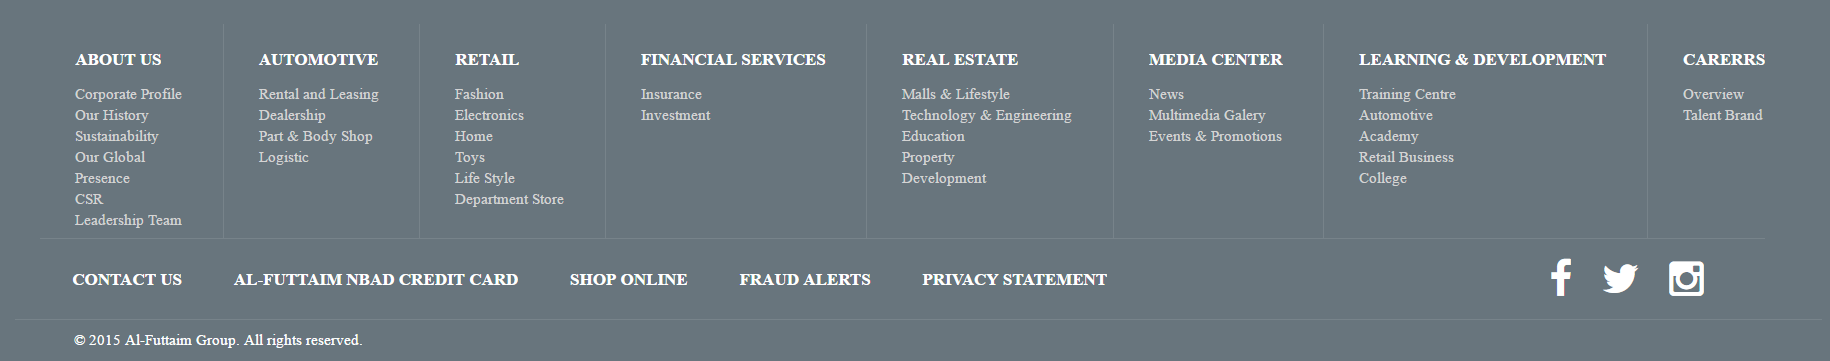 ABOUT US
Corporate Profile
Our History
Sustainability
Our Global
Presence
CSR
Leadership Team
AUTOMOTIVE
Rental and Leasing
Dealership
Part & Body Shop
Logistic
RETAIL
Fashion
Electronics
Home
Toys
Life Style
Department Store
FINANCIAL SERVICES
Insurance
Investment
REAL ESTATE
Malls & Lifestyle
Technology & Engineering
Education
Property
Development
MEDIA CENTER
News
Multimedia Galery
Events & Promotions
LEARNING & DEVELOPMENT
Training Centre
Automotive
Academy
Retail Business
College
CARERRS
Overview
Talent Brand
CONTACT US AL-FUTTAIM NBAD CREDIT CARD SHOP ONLINE FRAUD ALERTS PRIVACY STATEMENT
© 2015 Al-Futtaim Group. All rights reserved.